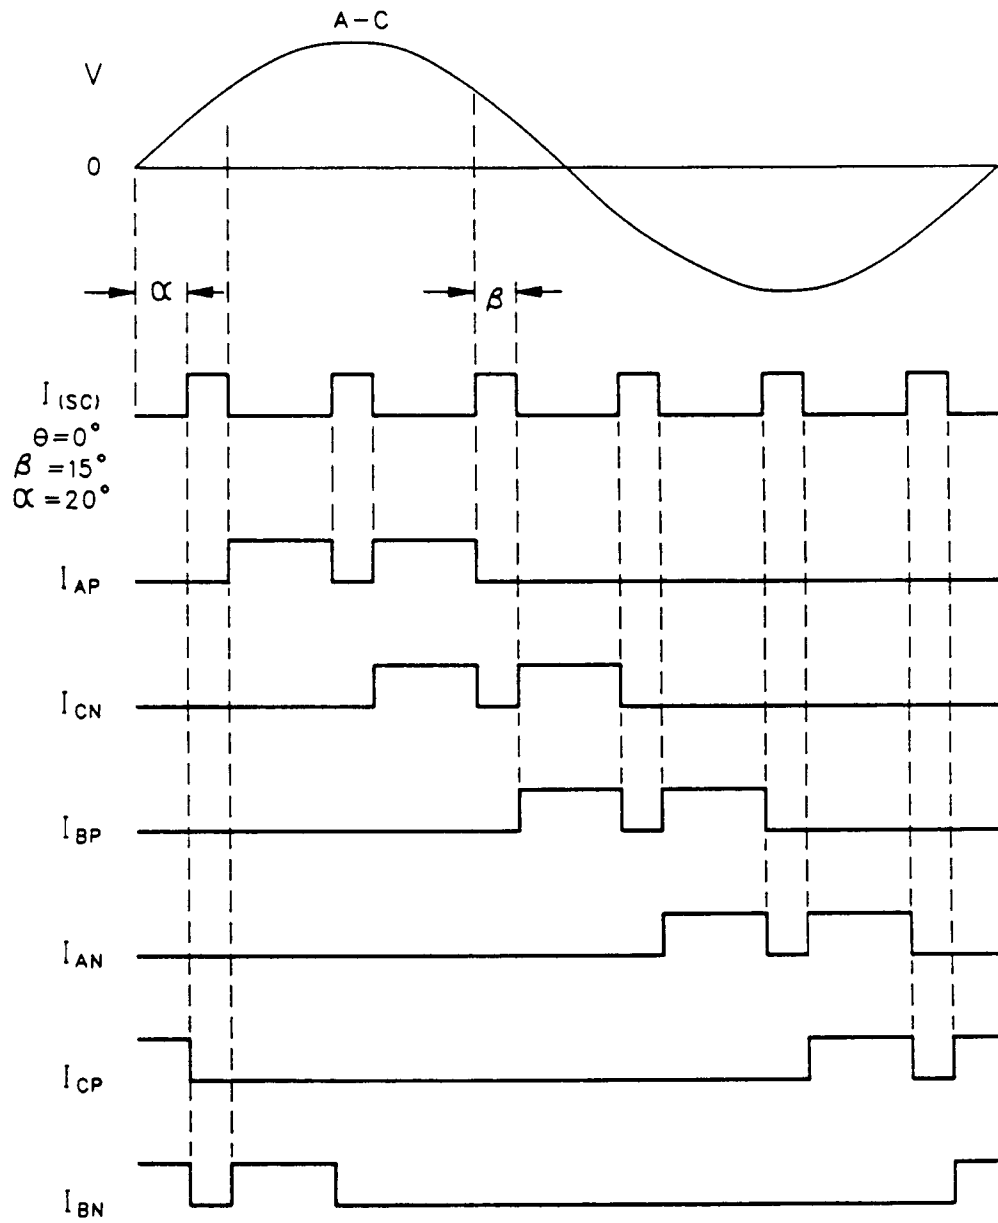 A-C
V
0
α
β
I(SC)
θ=0°
β=15°
α=20°
IAP
ICN
IBP
IAN
ICP
IBN